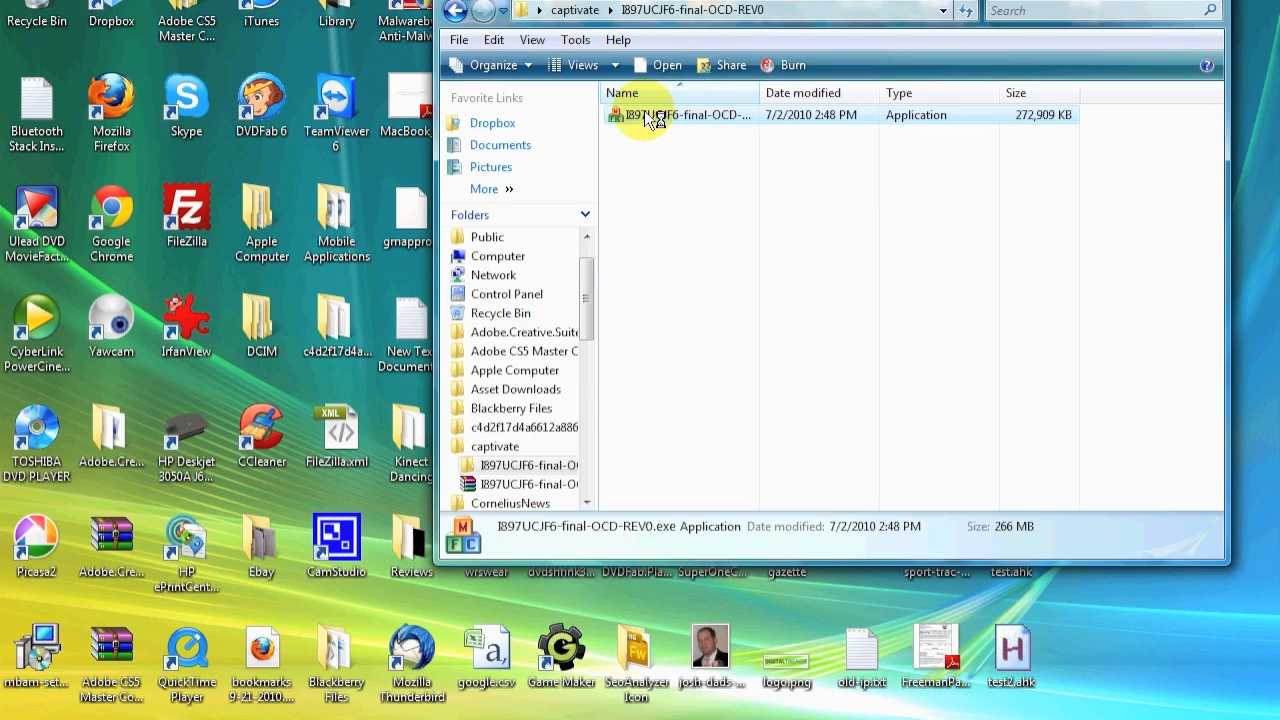 captivate I897UCJF6-final-OCD-REV0 Search
File Edit View Tools Help
Organize Views Open Share Burn
Favorite Links
Dropbox
Documents
Pictures
More
Folders
Public
Computer
Network
Control Panel
Recycle Bin
Adobe.Creative.Suite
Adobe CS5 Master C
Apple Computer
Asset Downloads
Blackberry Files
c4d2f17d4a6612a886
captivate
I897UCJF6-final-O
I897UCJF6-final-O
CorneliusNews
Name Date modified Type Size
I897UCJF6-final-OCD-... 7/2/2010 2:48 PM Application 272,909 KB
I897UCJF6-final-OCD-REV0.exe Application Date modified: 7/2/2010 2:48 PM Size: 266 MB
Recycle Bin
Dropbox
Adobe CS5
Master C...
iTunes
Library
Malwareb
Anti-Malw
Bluetooth
Stack Ins...
Mozilla
Firefox
Skype
DVDFab 6
TeamViewer
6
MacBook
Ulead DVD
MovieFact...
Google
Chrome
FileZilla
Apple
Computer
Mobile
Applications
gmappro
CyberLink
PowerCine...
Yawcam
IrfanView
DCIM
c4d2f17d4a...
New Tex
Document
TOSHIBA
DVD PLAYER
Adobe.Cre...
HP Deskjet
3050A J6...
CCleaner
XML
FileZilla.xml
Kinect
Dancing
Picasa2
Adobe.Cre...
HP
ePrintCent...
Ebay
CamStudio
Reviews
wrswear
dvdshrink3...
DVDFab.Pla...
SuperOneC...
gazette
sport-trac-...
test.ahk
mbam-set...
Adobe CS5
Master Co...
QuickTime
Player
bookmarks
9-21-2010....
Blackberry
Files
Mozilla
Thunderbird
google.csv
Game Maker
SeoAnalyzer
Icon
josh-dads-...
logo.png
old-ip.txt
FreemanPa...
test2.ahk